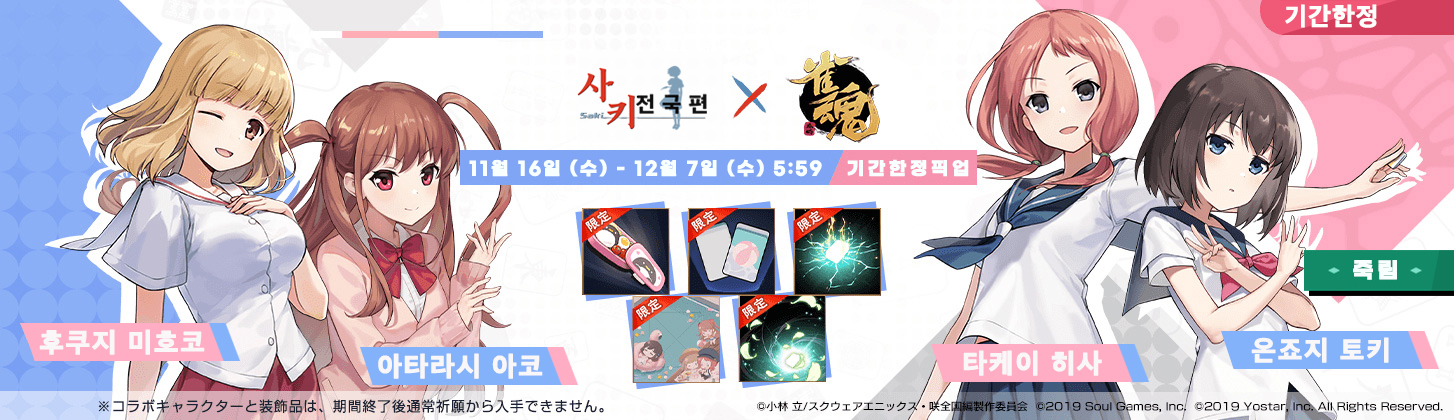 기간한정
사키 전국편
Saki
雀魂
11월 16일 (수) - 12월 7일 (수) 5:59 기간한정픽업
限定
限定
限定
限定
限定
죽림
후쿠지 미호코
아타라시 아코
타케이 히사
온죠지 토키
※コラボキャラクターと装飾品は、期間終了後通常祈願から入手できません。
©小林 立/スクウェアエニックス・咲全国編製作委員会 ©2019 Soul Games, Inc. ©2019 Yostar, Inc. All Rights Reserved.